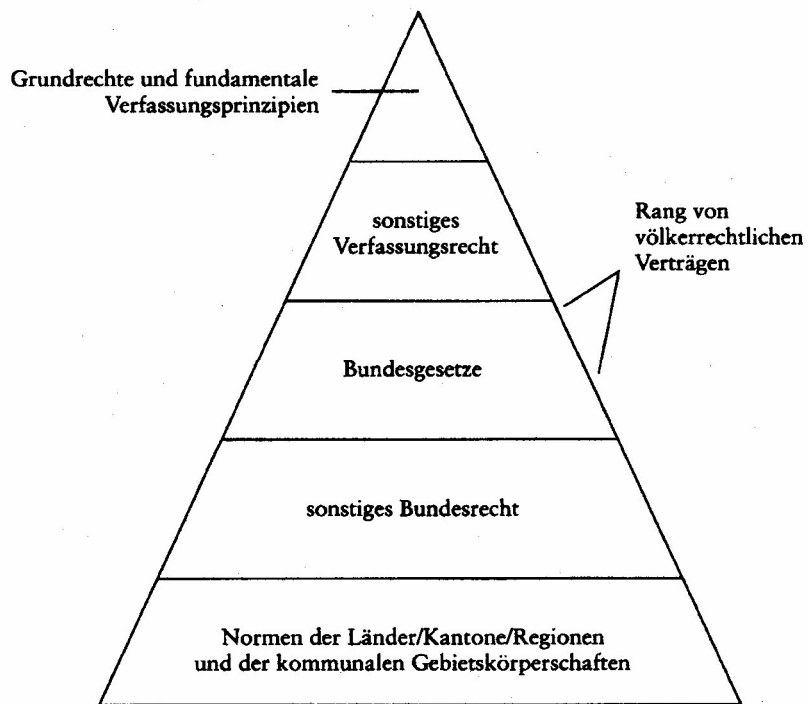 Grundrechte und fundamentale
Verfassungsprinzipien
sonstiges
Verfassungsrecht
Rang von
völkerrechtlichen
Verträgen
Bundesgesetze
sonstiges Bundesrecht
Normen der Länder/Kantone/Regionen
und der kommunalen Gebietskörperschaften